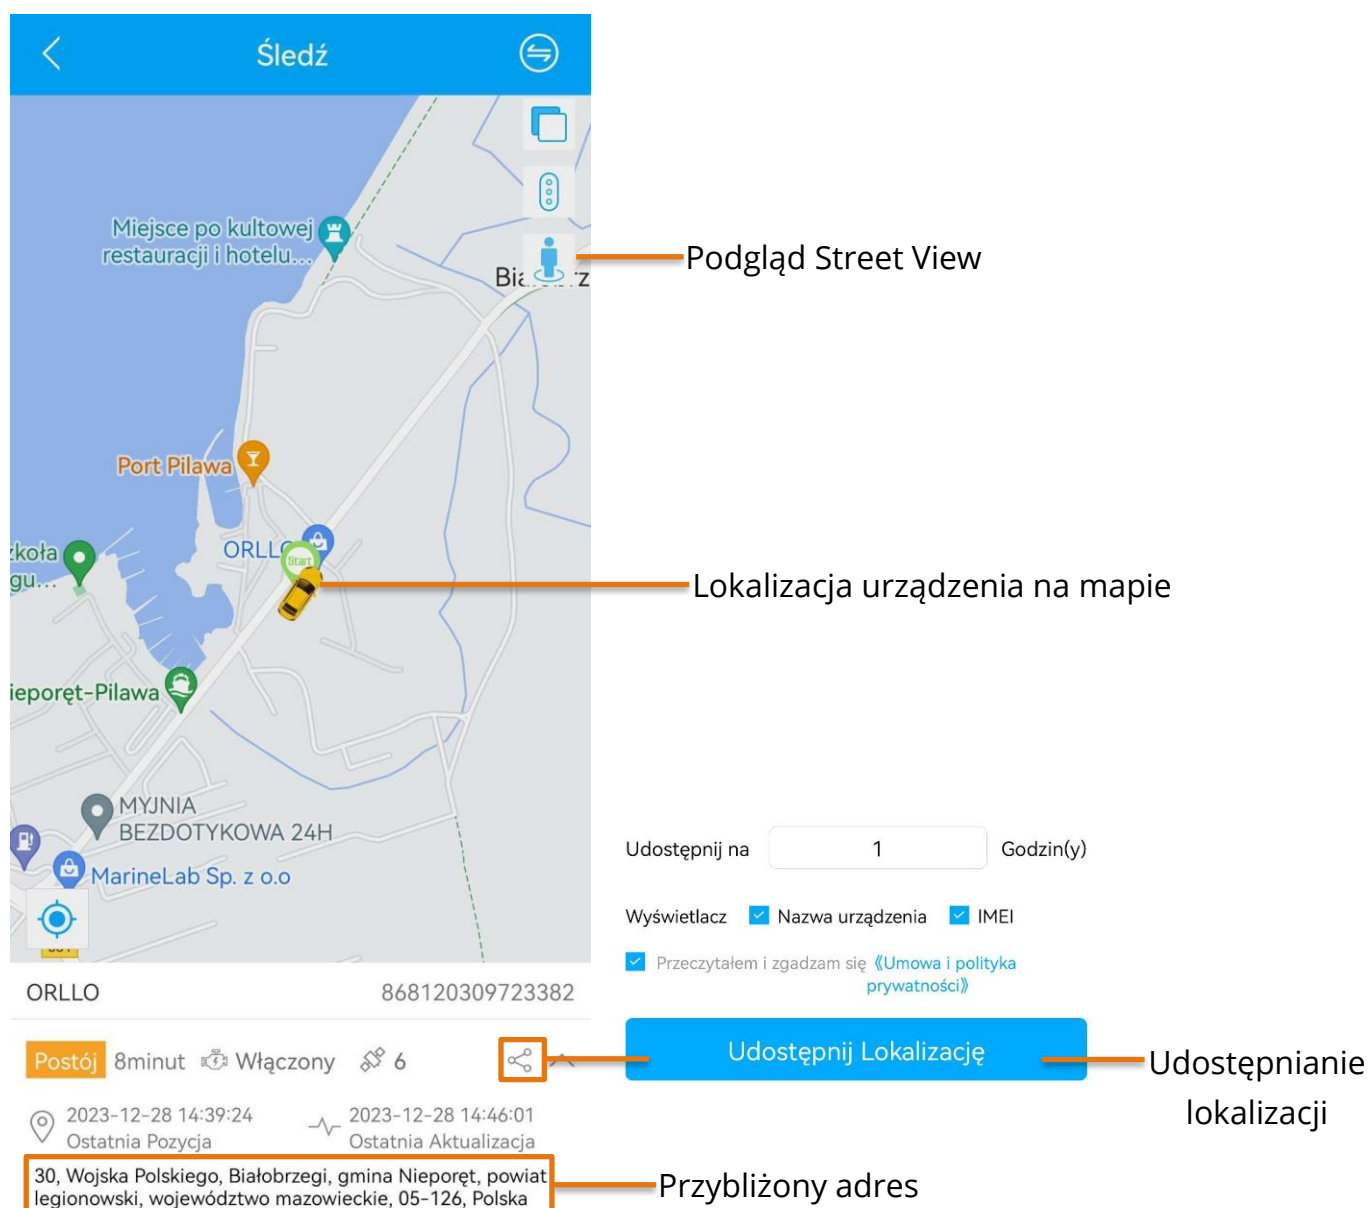 Śledź
Miejsce po kultowej
restauracji i hotelu...
Podgląd Street View
Port Pilawa
Start
Lokalizacja urządzenia na mapie
ieporęt-Pilawa
MYJNIA
BEZDOTYKOWA 24H
MarineLab Sp. z o.o
Udostępnij na 1 Godzin(y)
Wyświetlacz Nazwa urządzenia IMEI
Przeczytałem i zgadzam się 《Umowa i polityka
prywatności》
ORLLO 868120309723382
Postój 8minut Włączony 6
Udostępnij Lokalizację
Udostępnianie
lokalizacji
2023-12-28 14:39:24
Ostatnia Pozycja
2023-12-28 14:46:01
Ostatnia Aktualizacja
30, Wojska Polskiego, Białobrzegi, gmina Nieporęt, powiat
legionowski, województwo mazowieckie, 05-126, Polska
Przybliżony adres